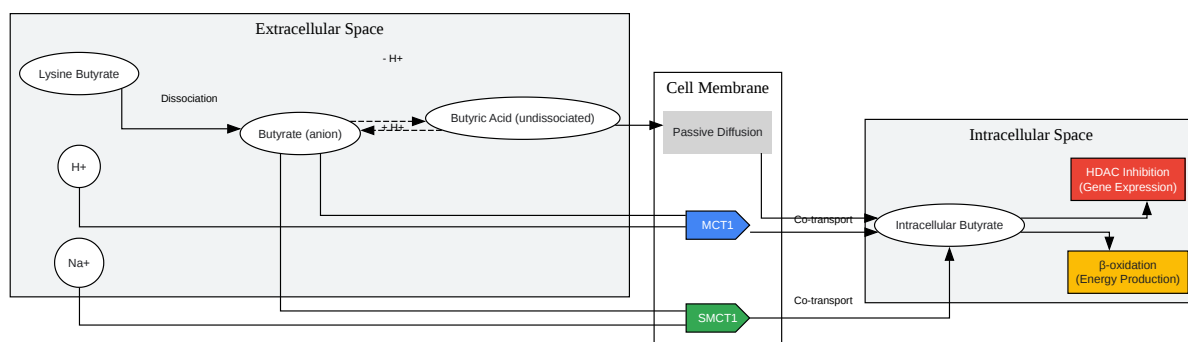 Extracellular Space
- H+
Lysine Butyrate
Dissociation
Butyrate (anion)
+ H+
Butyric Acid (undissociated)
H+
Na+
Cell Membrane
Passive Diffusion
MCT1
SMCT1
Co-transport
Co-transport
Intracellular Space
Intracellular Butyrate
HDAC Inhibition
(Gene Expression)
β-oxidation
(Energy Production)